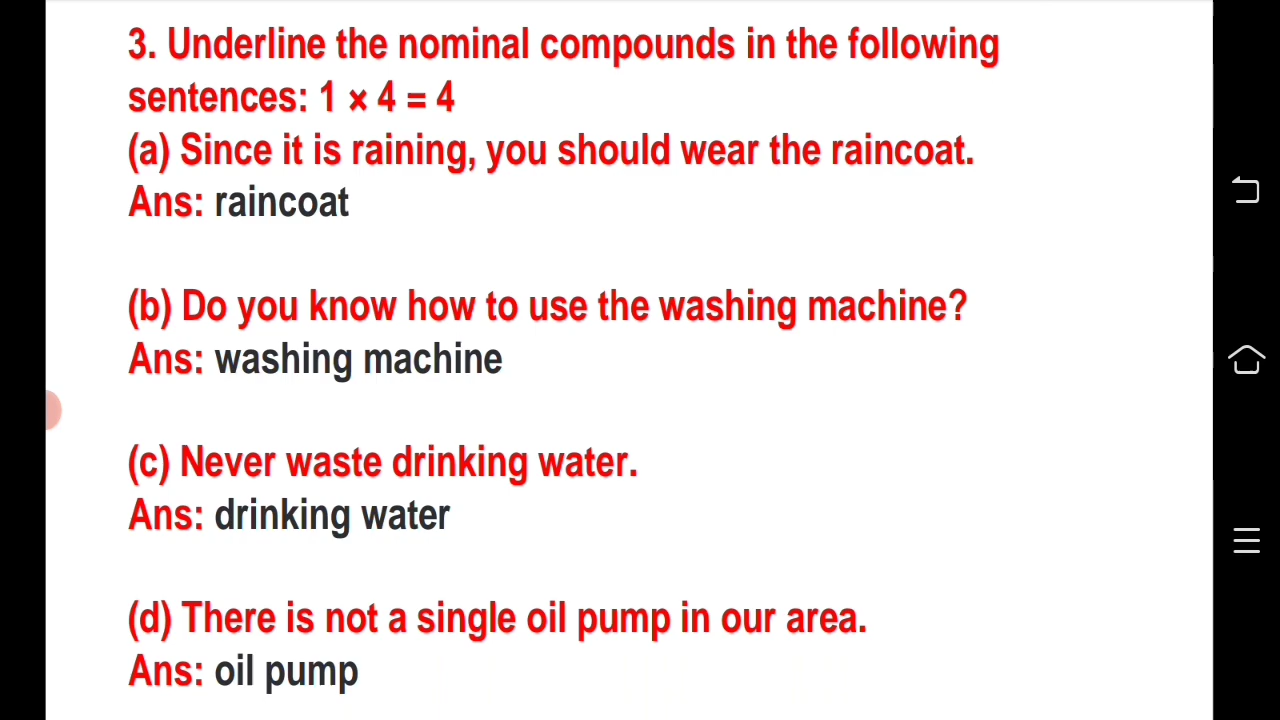 3. Underline the nominal compounds in the following
sentences: 1 × 4 = 4
(a) Since it is raining, you should wear the raincoat.
Ans: raincoat
(b) Do you know how to use the washing machine?
Ans: washing machine
(c) Never waste drinking water.
Ans: drinking water
(d) There is not a single oil pump in our area.
Ans: oil pump